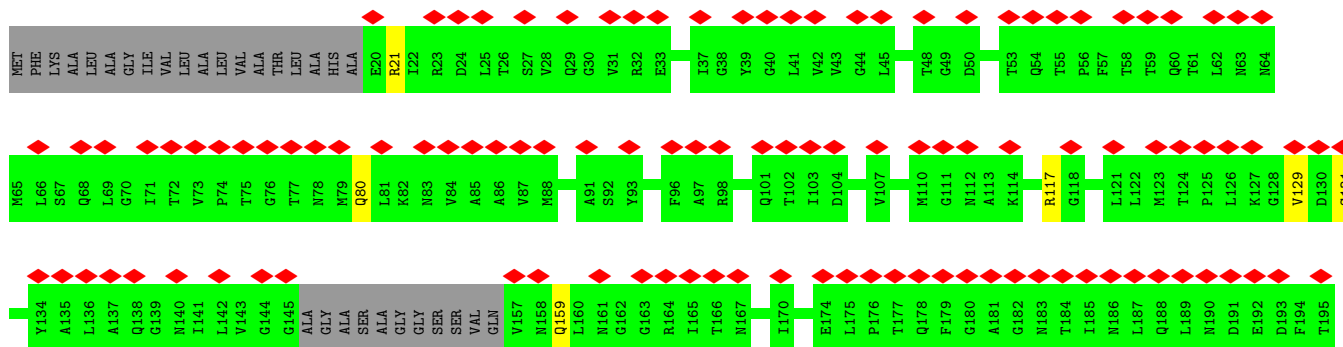 MET PHE LYS ALA LEU ALA GLY ILE VAL LEU ALA LEU VAL ALA THR LEU ALA HIS ALA E20 R21 I22 R23 D24 L25 T26 S27 V28 Q29 G30 V31 R32 E33 I37 G38 Y39 G40 L41 V42 V43 G44 L45 T48 G49 D50 T53 Q54 T55 P56 F57 T58 T59 Q60 T61 L62 N63 N64
M65 L66 S67 Q68 L69 G70 I71 T72 V73 P74 T75 G76 T77 N78 M79 Q80 L81 K82 N83 V84 A85 A86 V87 M88 A91 S92 Y93 F96 A97 R98 Q101 T102 I103 D104 V107 M110 G111 N112 A113 K114 R117 G118 L121 L122 M123 T124 P125 L126 K127 G128 V129 D130
Y134 A135 L136 A137 Q138 G139 N140 I141 L142 V143 G144 G145 ALA GLY ALA SER ALA GLY GLY SER SER VAL GLN V157 N158 Q159 L160 N161 G162 G163 R164 I165 T166 N167 I170 E174 L175 P176 T177 Q178 F179 G180 A181 G182 N183 T184 I185 N186 L187 Q188 L189 N190 D191 E192 D193 F194 T195